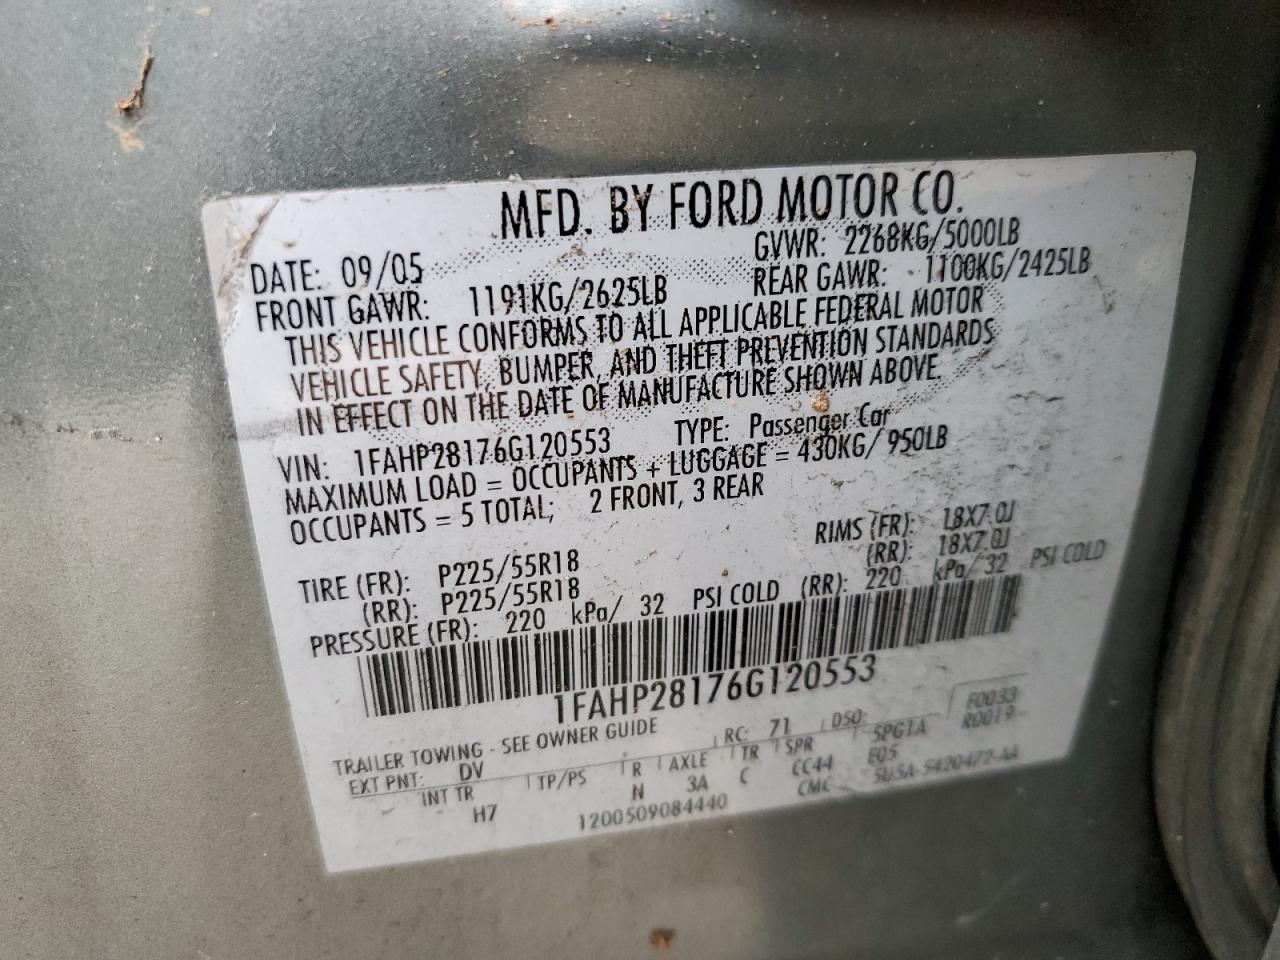 MFD. BY FORD MOTOR CO.
DATE: 09/05 GVWR: 2268KG/5000LB
FRONT GAWR: 1191KG/2625LB REAR GAWR: 1100KG/2425LB
THIS VEHICLE CONFORMS TO ALL APPLICABLE FEDERAL MOTOR
VEHICLE SAFETY, BUMPER, AND THEFT PREVENTION STANDARDS
IN EFFECT ON THE DATE OF MANUFACTURE SHOWN ABOVE.
VIN: 1FAHP28176G120553 TYPE: Passenger Car
MAXIMUM LOAD = OCCUPANTS + LUGGAGE = 430KG/ 950LB
OCCUPANTS = 5 TOTAL; 2 FRONT, 3 REAR
TIRE (FR): P225/55R18 RIMS (FR): 18X7.0J
(RR): P225/55R18 (RR): 18X7.0J
PRESSURE (FR): 220 kPa/ 32 PSI COLD (RR): 220 kPa/ 32 PSI COLD
1FAHP28176G120553
TRAILER TOWING - SEE OWNER GUIDE
EXT PNT: DV RC: 71 DSO: F0033
INT TR TP/PS R AXLE TR SPR SPG1A R0019
H7 N 3A C CC44 EQ5
1200509084440 CMC 5U5A-5420472-AA